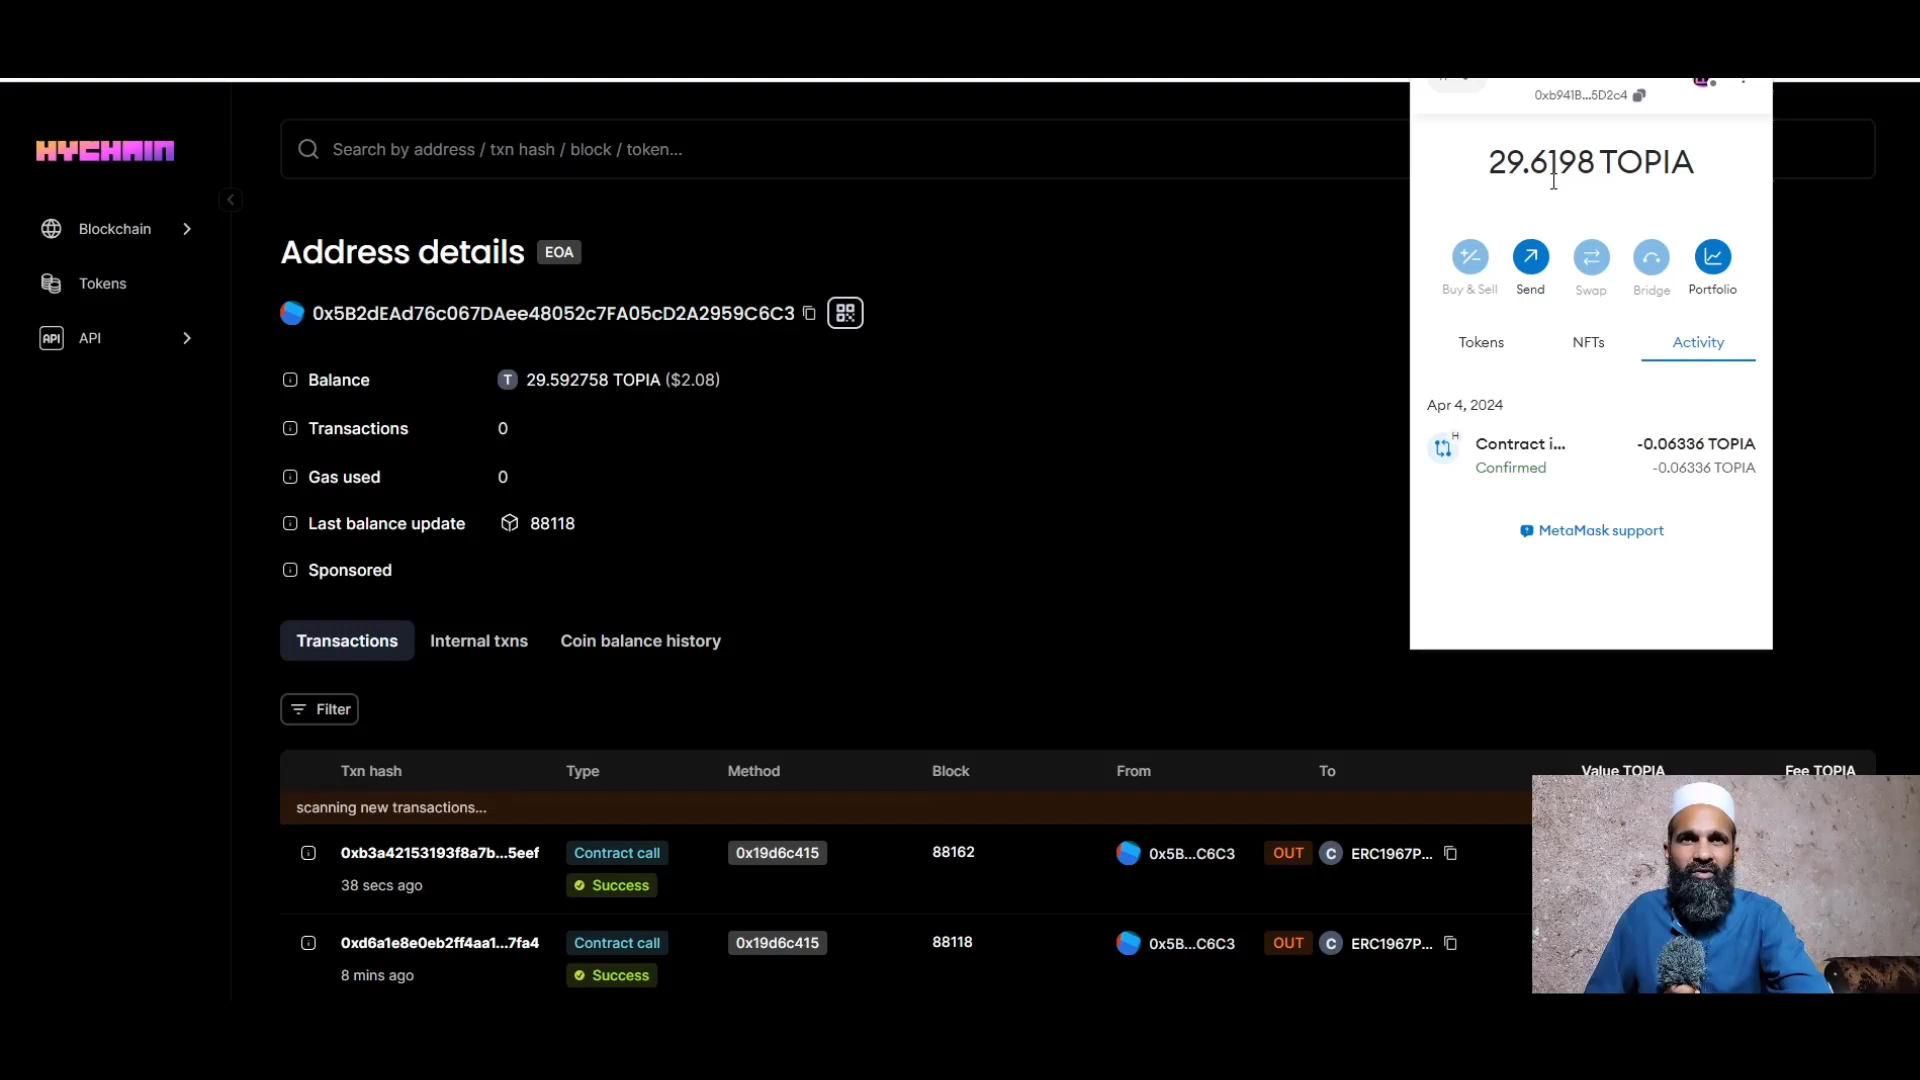 HYCHAIN
Blockchain
Tokens
API API
Search by address / txn hash / block / token...
Address details EOA
0x5B2dEAd76c067DAee48052c7FA05cD2A2959C6C3
Balance T 29.592758 TOPIA ($2.08)
Transactions 0
Gas used 0
Last balance update 88118
Sponsored
Transactions Internal txns Coin balance history
Filter
Txn hash Type Method Block From To Value TOPIA Fee TOPIA
scanning new transactions...
0xb3a42153193f8a7b...5eef Contract call 0x19d6c415 88162 0x5B...C6C3 OUT C ERC1967P...
38 secs ago Success
0xd6a1e8e0eb2ff4aa1...7fa4 Contract call 0x19d6c415 88118 0x5B...C6C3 OUT C ERC1967P...
8 mins ago Success
0xb941B...5D2c4
29.6198 TOPIA
Buy & Sell Send Swap Bridge Portfolio
Tokens NFTs Activity
Apr 4, 2024
H
Contract i... -0.06336 TOPIA
Confirmed -0.06336 TOPIA
MetaMask support